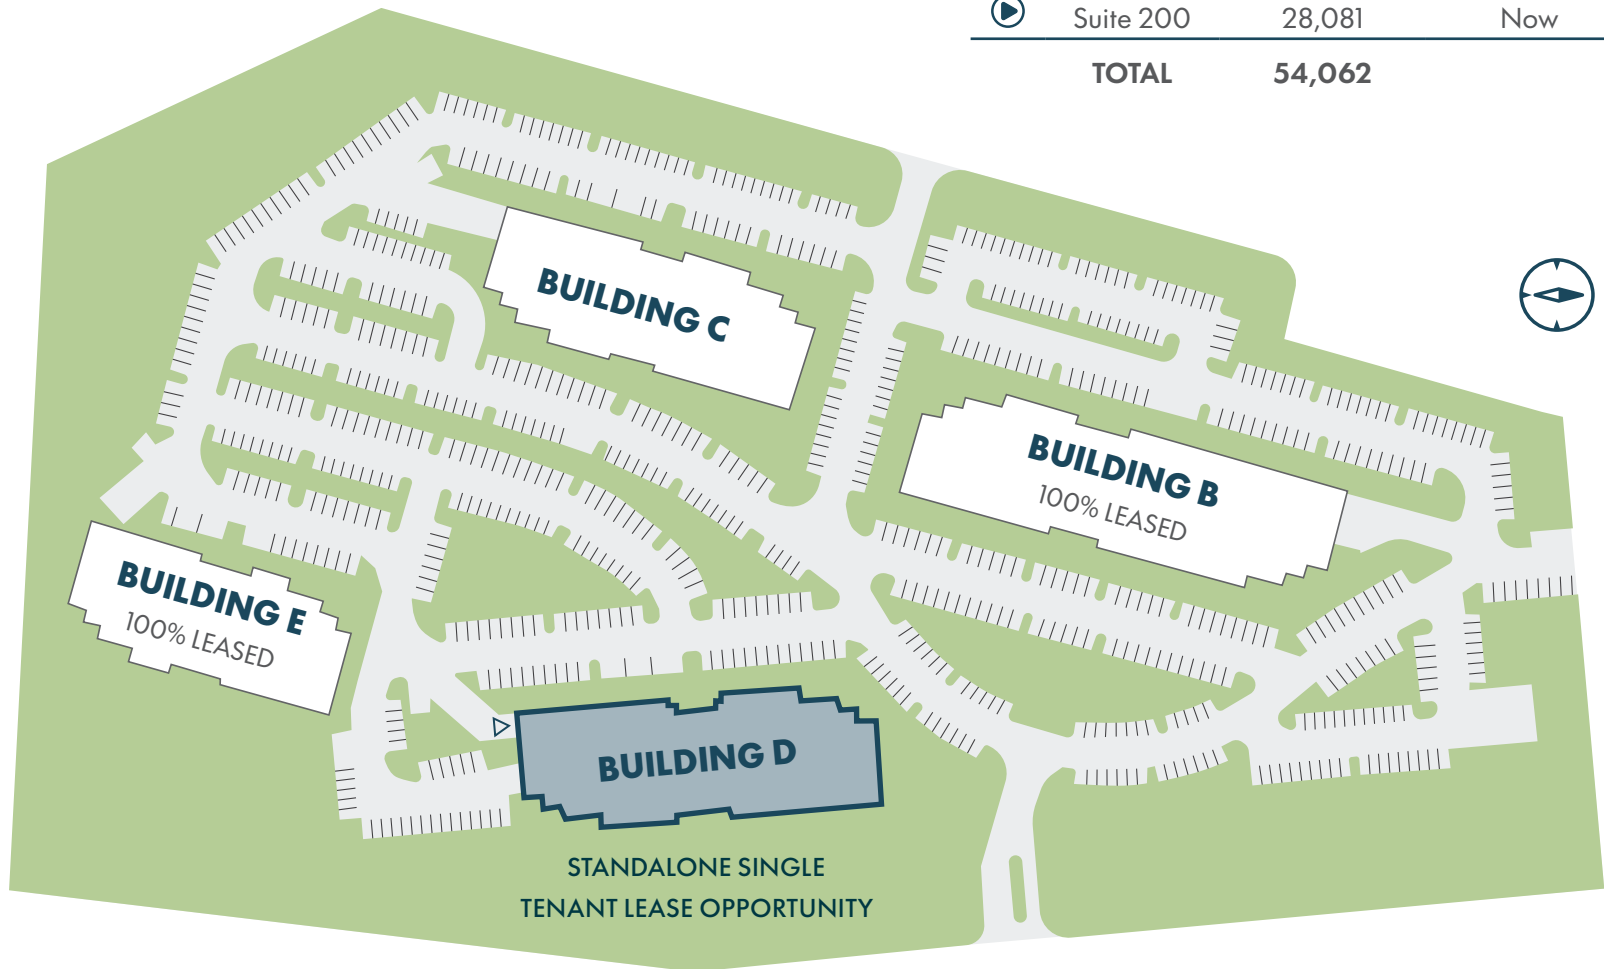 Suite 200 28,081 Now
TOTAL 54,062
BUILDING C
BUILDING B
100% LEASED
BUILDING E
100% LEASED
BUILDING D
STANDALONE SINGLE
TENANT LEASE OPPORTUNITY